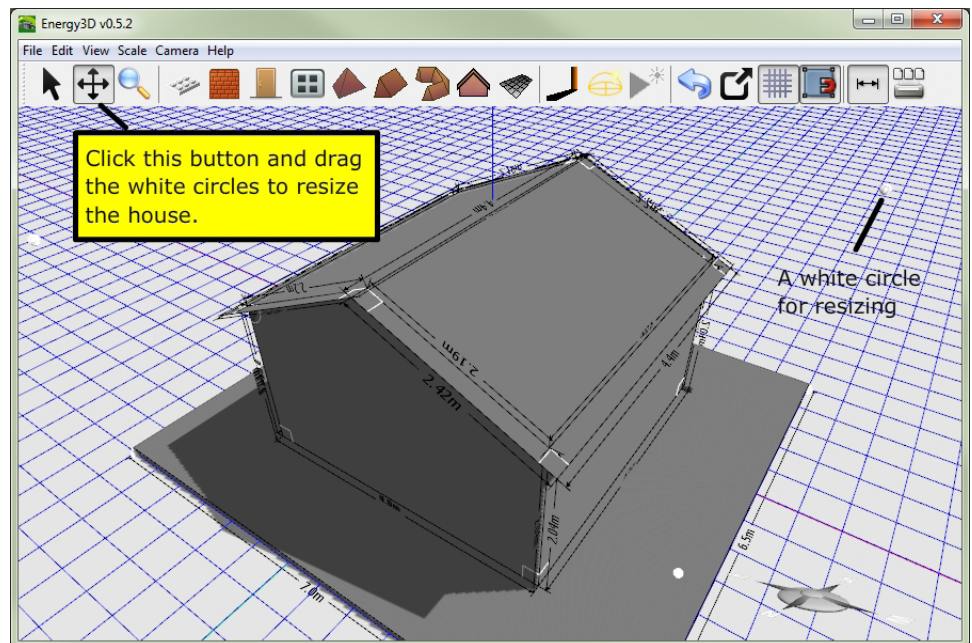 Energy3D v0.5.2
File Edit View Scale Camera Help
Click this button and drag
the white circles to resize
the house.
A white circle
for resizing
2.19m
2.42m
4.4m
2.04m
6.5m
7.0m